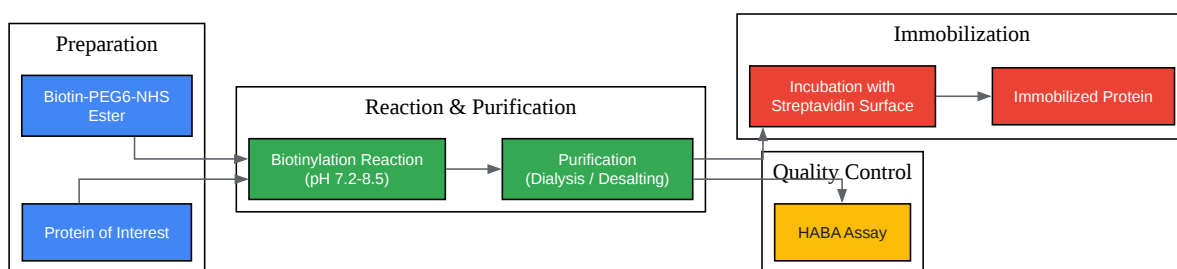 Preparation
Biotin-PEG6-NHS
Ester
Protein of Interest
Reaction & Purification
Biotinylation Reaction
(pH 7.2-8.5)
Purification
(Dialysis / Desalting)
Immobilization
Incubation with
Streptavidin Surface
Immobilized Protein
Quality Control
HABA Assay